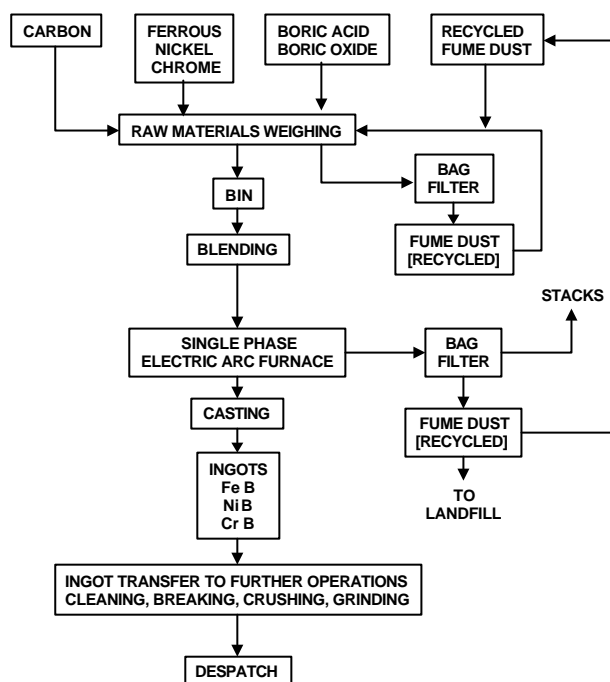 CARBON
FERROUS
NICKEL
CHROME
BORIC ACID
BORIC OXIDE
RECYCLED
FUME DUST
RAW MATERIALS WEIGHING
BAG
FILTER
BIN
FUME DUST
[RECYCLED]
BLENDING
STACKS
SINGLE PHASE
ELECTRIC ARC FURNACE
BAG
FILTER
CASTING
FUME DUST
[RECYCLED]
INGOTS
Fe B
Ni B
Cr B
TO
LANDFILL
INGOT TRANSFER TO FURTHER OPERATIONS
CLEANING, BREAKING, CRUSHING, GRINDING
DESPATCH